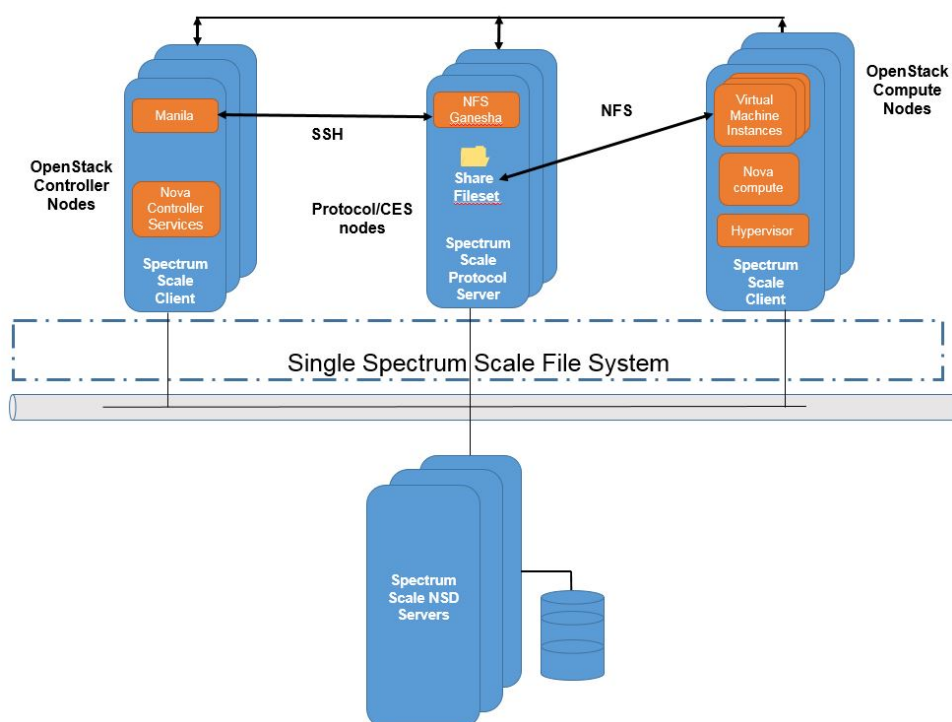 OpenStack
Controller
Nodes
Manila
Nova
Controller
Services
Spectrum
Scale
Client
SSH
Protocol/CES
nodes
NFS
Ganesha
Share
Fileset
Spectrum
Scale
Protocol
Server
NFS
Virtual
Machine
Instances
Nova
compute
Hypervisor
Spectrum
Scale
Client
OpenStack
Compute
Nodes
Single Spectrum Scale File System
Spectrum
Scale NSD
Servers